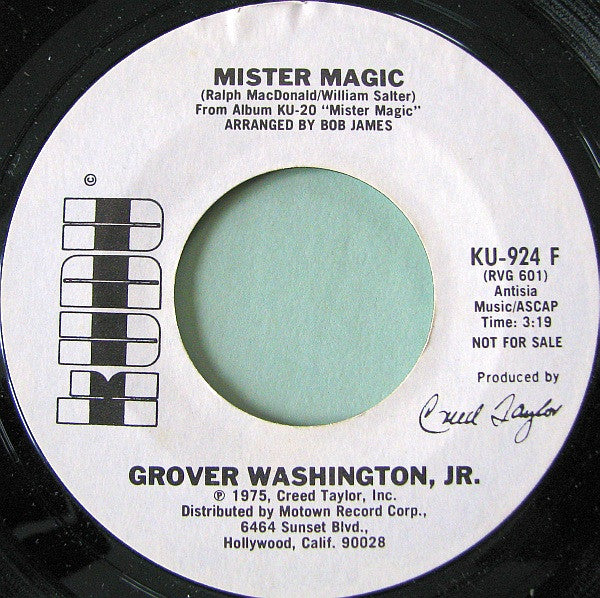 MISTER MAGIC
(Ralph MacDonald/William Salter)
From Album KU-20 "Mister Magic"
ARRANGED BY BOB JAMES
©
KUDU
KU-924 F
(RVG 601)
Antisia
Music/ASCAP
Time: 3:19
NOT FOR SALE
Produced by
Creed Taylor
GROVER WASHINGTON, JR.
℗ 1975, Creed Taylor, Inc.
Distributed by Motown Record Corp.,
6464 Sunset Blvd.,
Hollywood, Calif. 90028